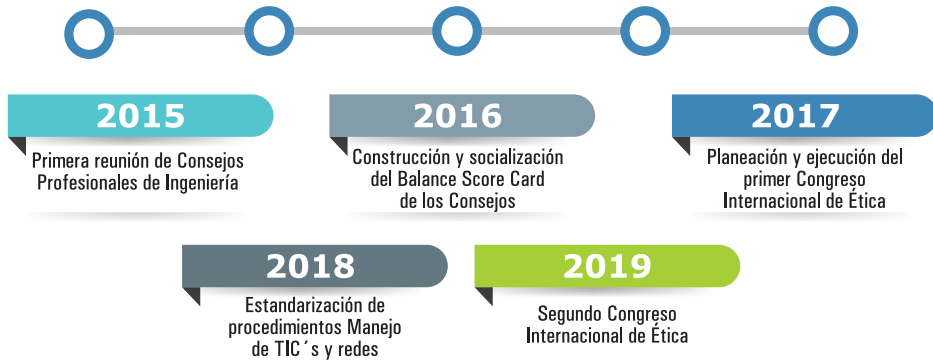 2015
Primera reunión de Consejos
Profesionales de Ingeniería
2016
Construcción y socialización
del Balance Score Card
de los Consejos
2017
Planeación y ejecución del
primer Congreso
Internacional de Ética
2018
Estandarización de
procedimientos Manejo
de TIC´s y redes
2019
Segundo Congreso
Internacional de Ética